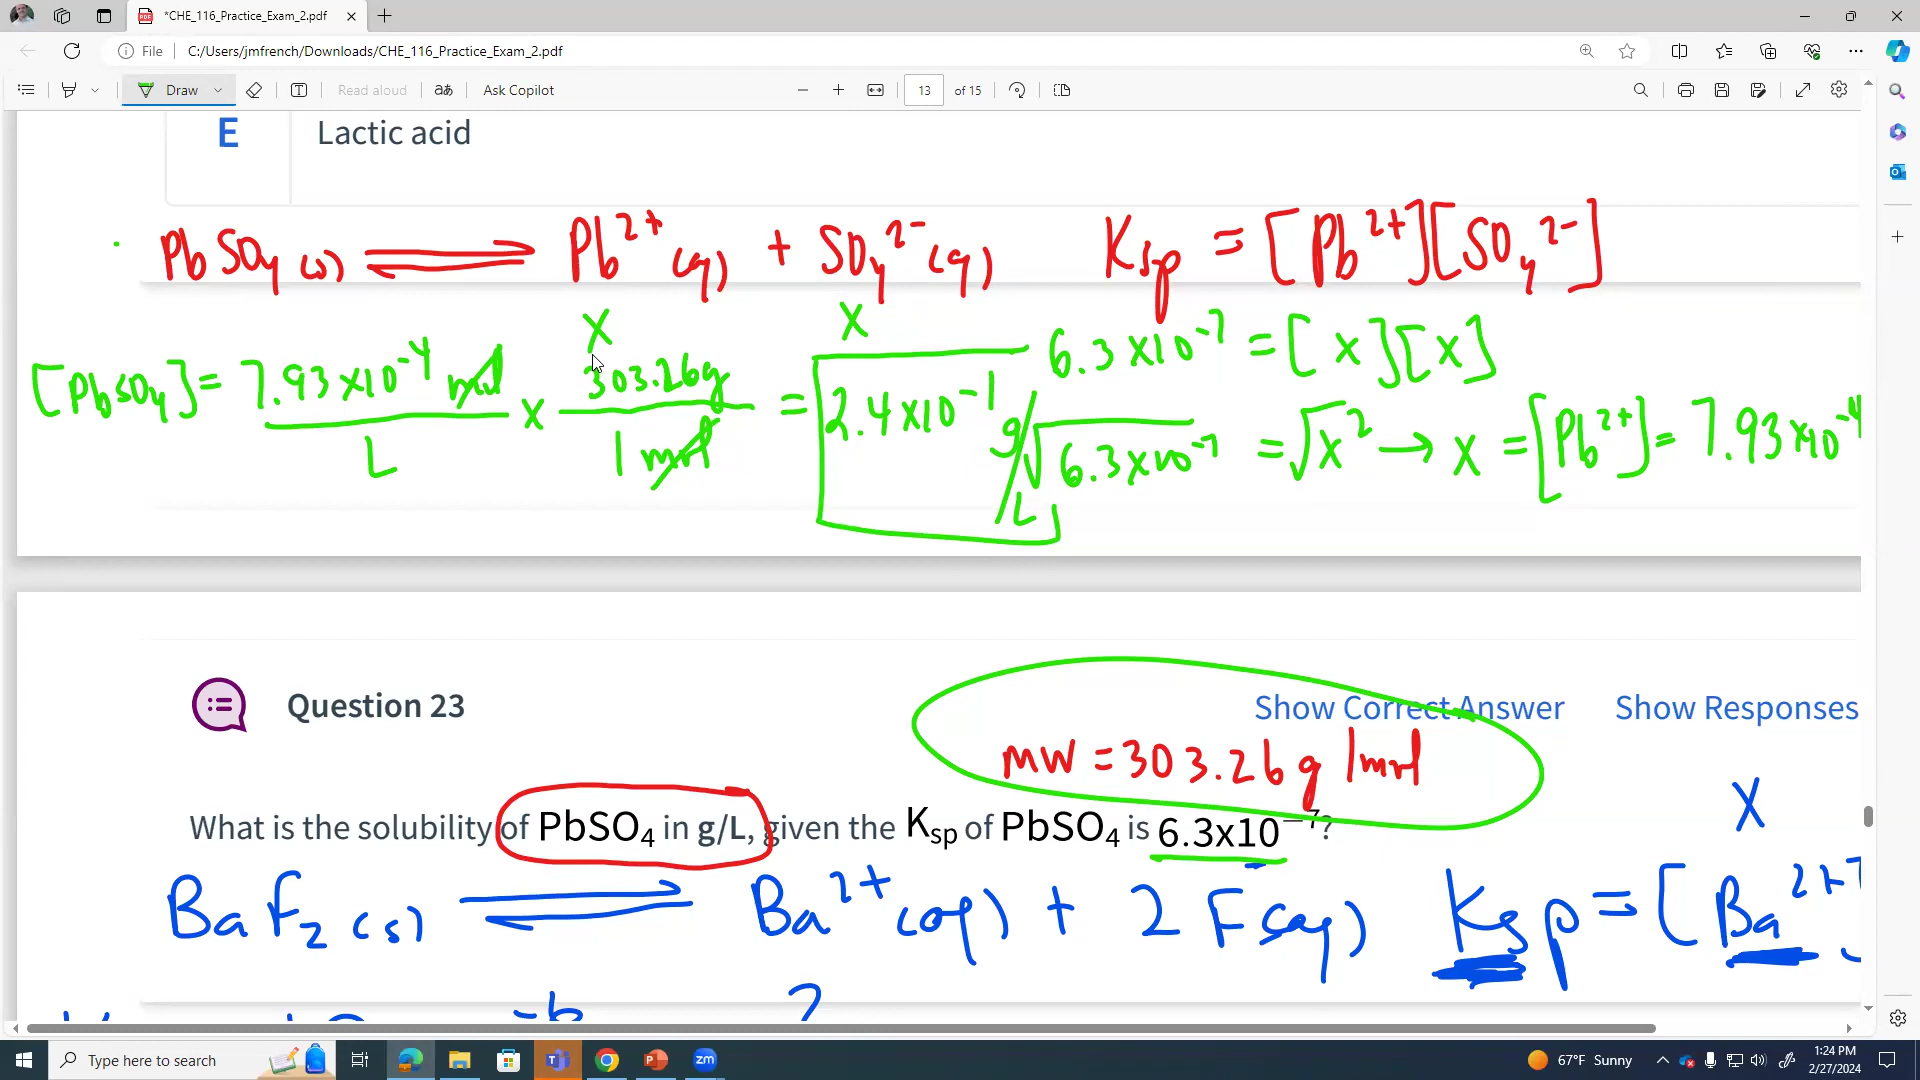 *CHE_116_Practice_Exam_2.pdf
File C:/Users/jmfrench/Downloads/CHE_116_Practice_Exam_2.pdf
Draw Read aloud aあ Ask Copilot 13 of 15
E Lactic acid
PbSO₄(s) ⇌ Pb²⁺(aq) + SO₄²⁻(aq) Ksp = [Pb²⁺][SO₄²⁻]
X X
[PbSO₄] = 7.93x10⁻⁴ mol / L x 303.26g / 1 mol = 2.4x10⁻¹ g/L
6.3x10⁻⁷ = [x][x]
√6.3x10⁻⁷ = √x² → x = [Pb²⁺] = 7.93x10⁻⁴
Question 23 Show Correct Answer Show Responses
MW = 303.26 g/mol
X
What is the solubility of PbSO₄ in g/L, given the Ksp of PbSO₄ is 6.3x10⁻⁷?
BaF₂(s) ⇌ Ba²⁺(aq) + 2F⁻(aq) Ksp = [Ba²⁺]
Type here to search 67°F Sunny 1:24 PM
2/27/2024